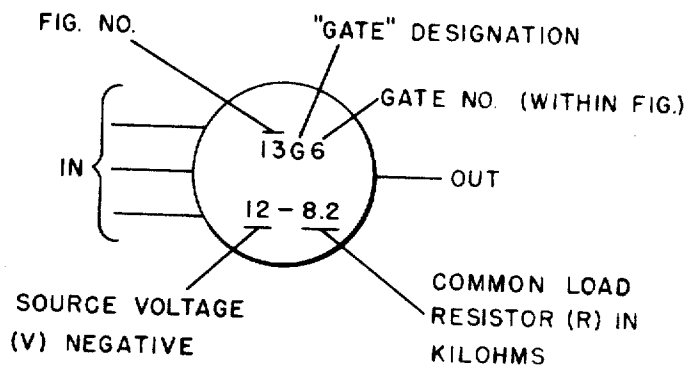 FIG. NO.
"GATE" DESIGNATION
GATE NO. (WITHIN FIG.)
13G6
IN
OUT
12-8.2
SOURCE VOLTAGE
(V) NEGATIVE
COMMON LOAD
RESISTOR (R) IN
KILOHMS